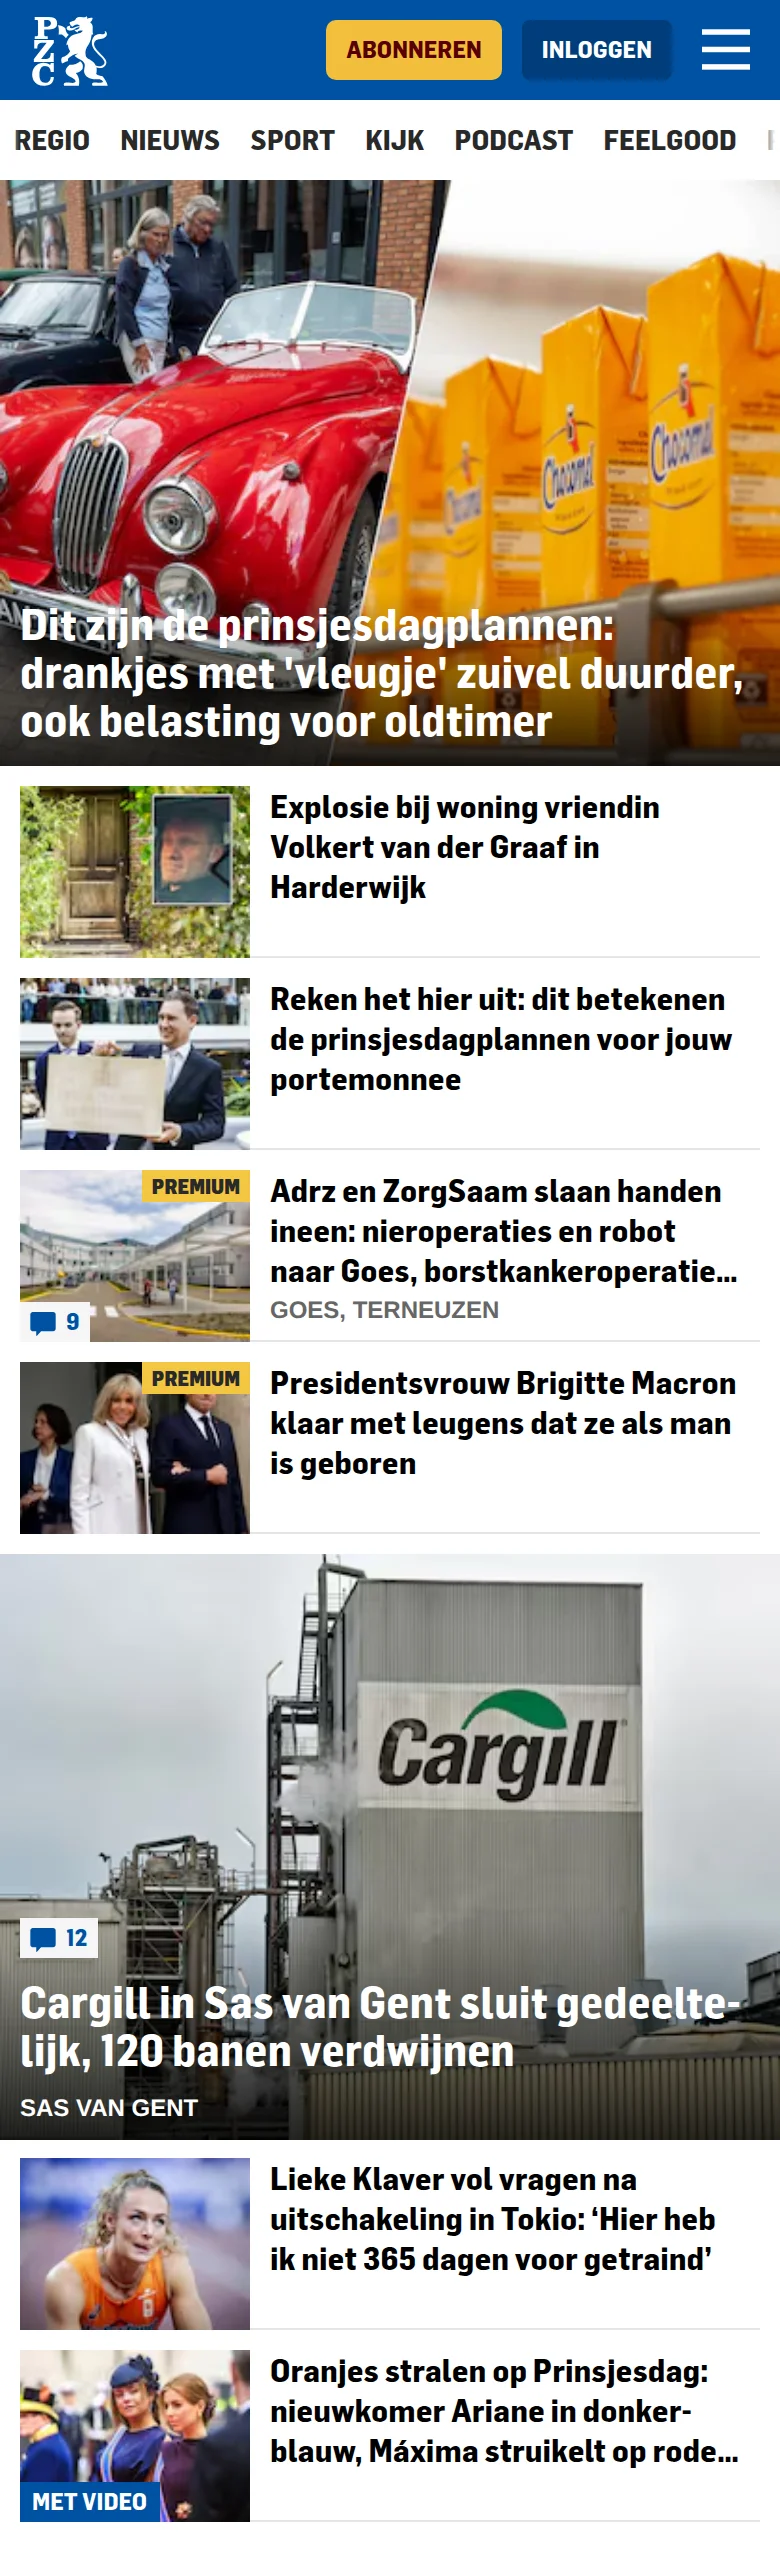 PZC
ABONNEREN
INLOGGEN
REGIO NIEUWS SPORT KIJK PODCAST FEELGOOD
Chocomel
Chocomel
Dit zijn de prinsjesdagplannen:
drankjes met 'vleugje' zuivel duurder,
ook belasting voor oldtimer
Explosie bij woning vriendin
Volkert van der Graaf in
Harderwijk
Reken het hier uit: dit betekenen
de prinsjesdagplannen voor jouw
portemonnee
PREMIUM
9
Adrz en ZorgSaam slaan handen
ineen: nieroperaties en robot
naar Goes, borstkankeroperatie...
GOES, TERNEUZEN
PREMIUM
Presidentsvrouw Brigitte Macron
klaar met leugens dat ze als man
is geboren
Cargill
12
Cargill in Sas van Gent sluit gedeelte-
lijk, 120 banen verdwijnen
SAS VAN GENT
Lieke Klaver vol vragen na
uitschakeling in Tokio: ‘Hier heb
ik niet 365 dagen voor getraind’
MET VIDEO
Oranjes stralen op Prinsjesdag:
nieuwkomer Ariane in donker-
blauw, Máxima struikelt op rode...